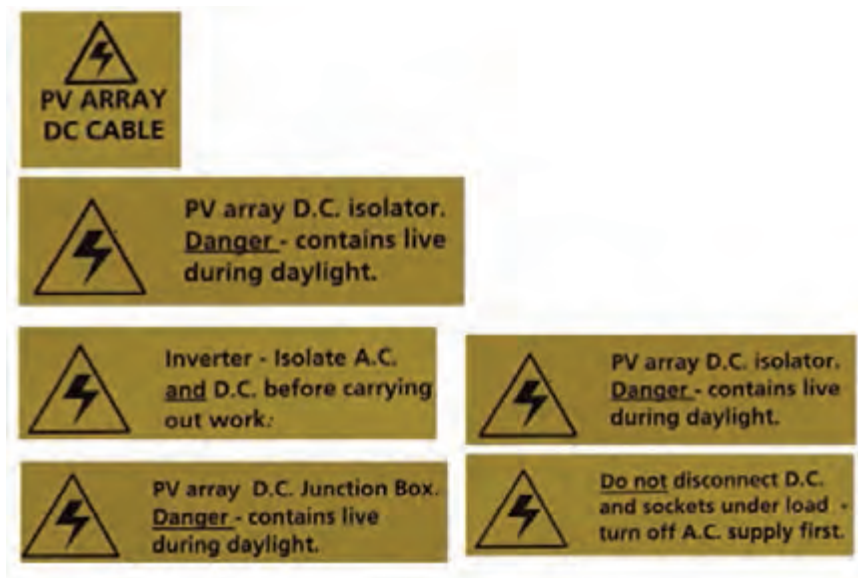 PV ARRAY
DC CABLE
PV array D.C. isolator.
Danger - contains live
during daylight.
Inverter - Isolate A.C.
and D.C. before carrying
out work.
PV array D.C. isolator.
Danger - contains live
during daylight.
PV array D.C. Junction Box.
Danger - contains live
during daylight.
Do not disconnect D.C.
and sockets under load -
turn off A.C. supply first.